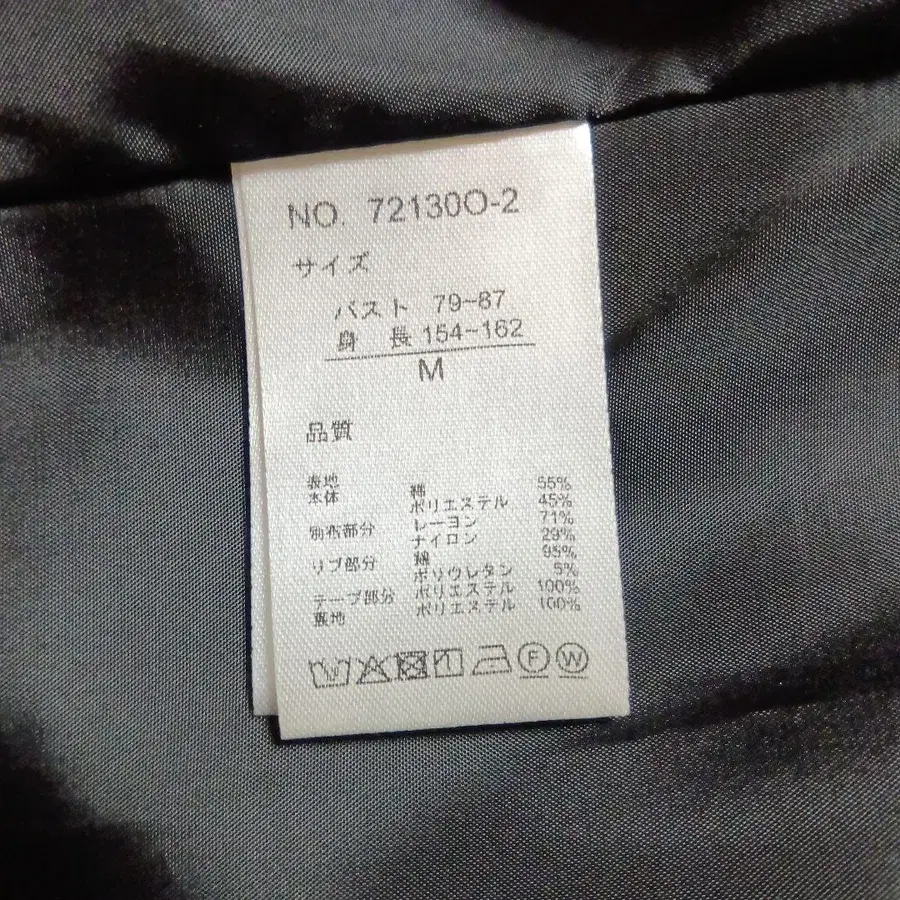 NO. 72130O-2
サイズ
バスト 79~87
身 長 154~162
M
品質
表地
本体 綿 55%
ポリエステル 45%
別布部分 レーヨン 71%
ナイロン 29%
リブ部分 綿 95%
ポリウレタン 5%
テープ部分 ポリエステル 100%
裏地 ポリエステル 100%
F W